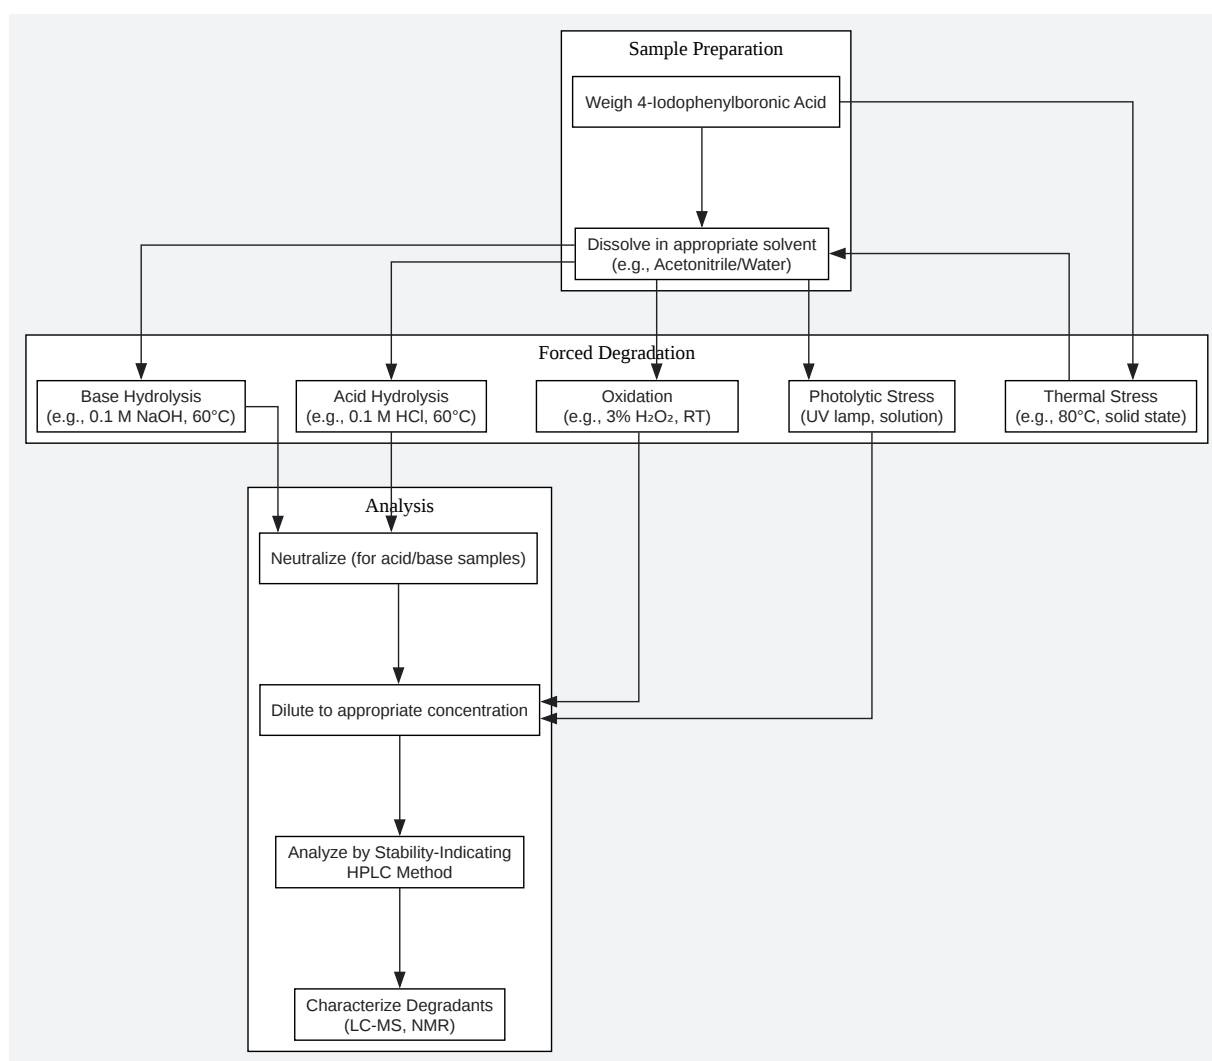 Sample Preparation
Weigh 4-Iodophenylboronic Acid
Dissolve in appropriate solvent
(e.g., Acetonitrile/Water)
Forced Degradation
Base Hydrolysis
(e.g., 0.1 M NaOH, 60°C)
Acid Hydrolysis
(e.g., 0.1 M HCl, 60°C)
Oxidation
(e.g., 3% H₂O₂, RT)
Photolytic Stress
(UV lamp, solution)
Thermal Stress
(e.g., 80°C, solid state)
Analysis
Neutralize (for acid/base samples)
Dilute to appropriate concentration
Analyze by Stability-Indicating
HPLC Method
Characterize Degradants
(LC-MS, NMR)